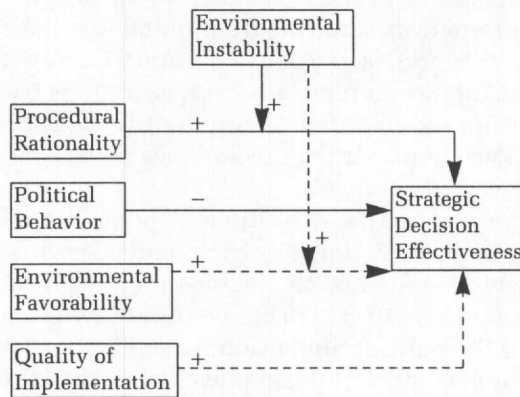 Environmental
Instability
+
Procedural
Rationality
+
Political
Behavior
–
Strategic
Decision
Effectiveness
+
Environmental
Favorability
+
Quality of
Implementation
+